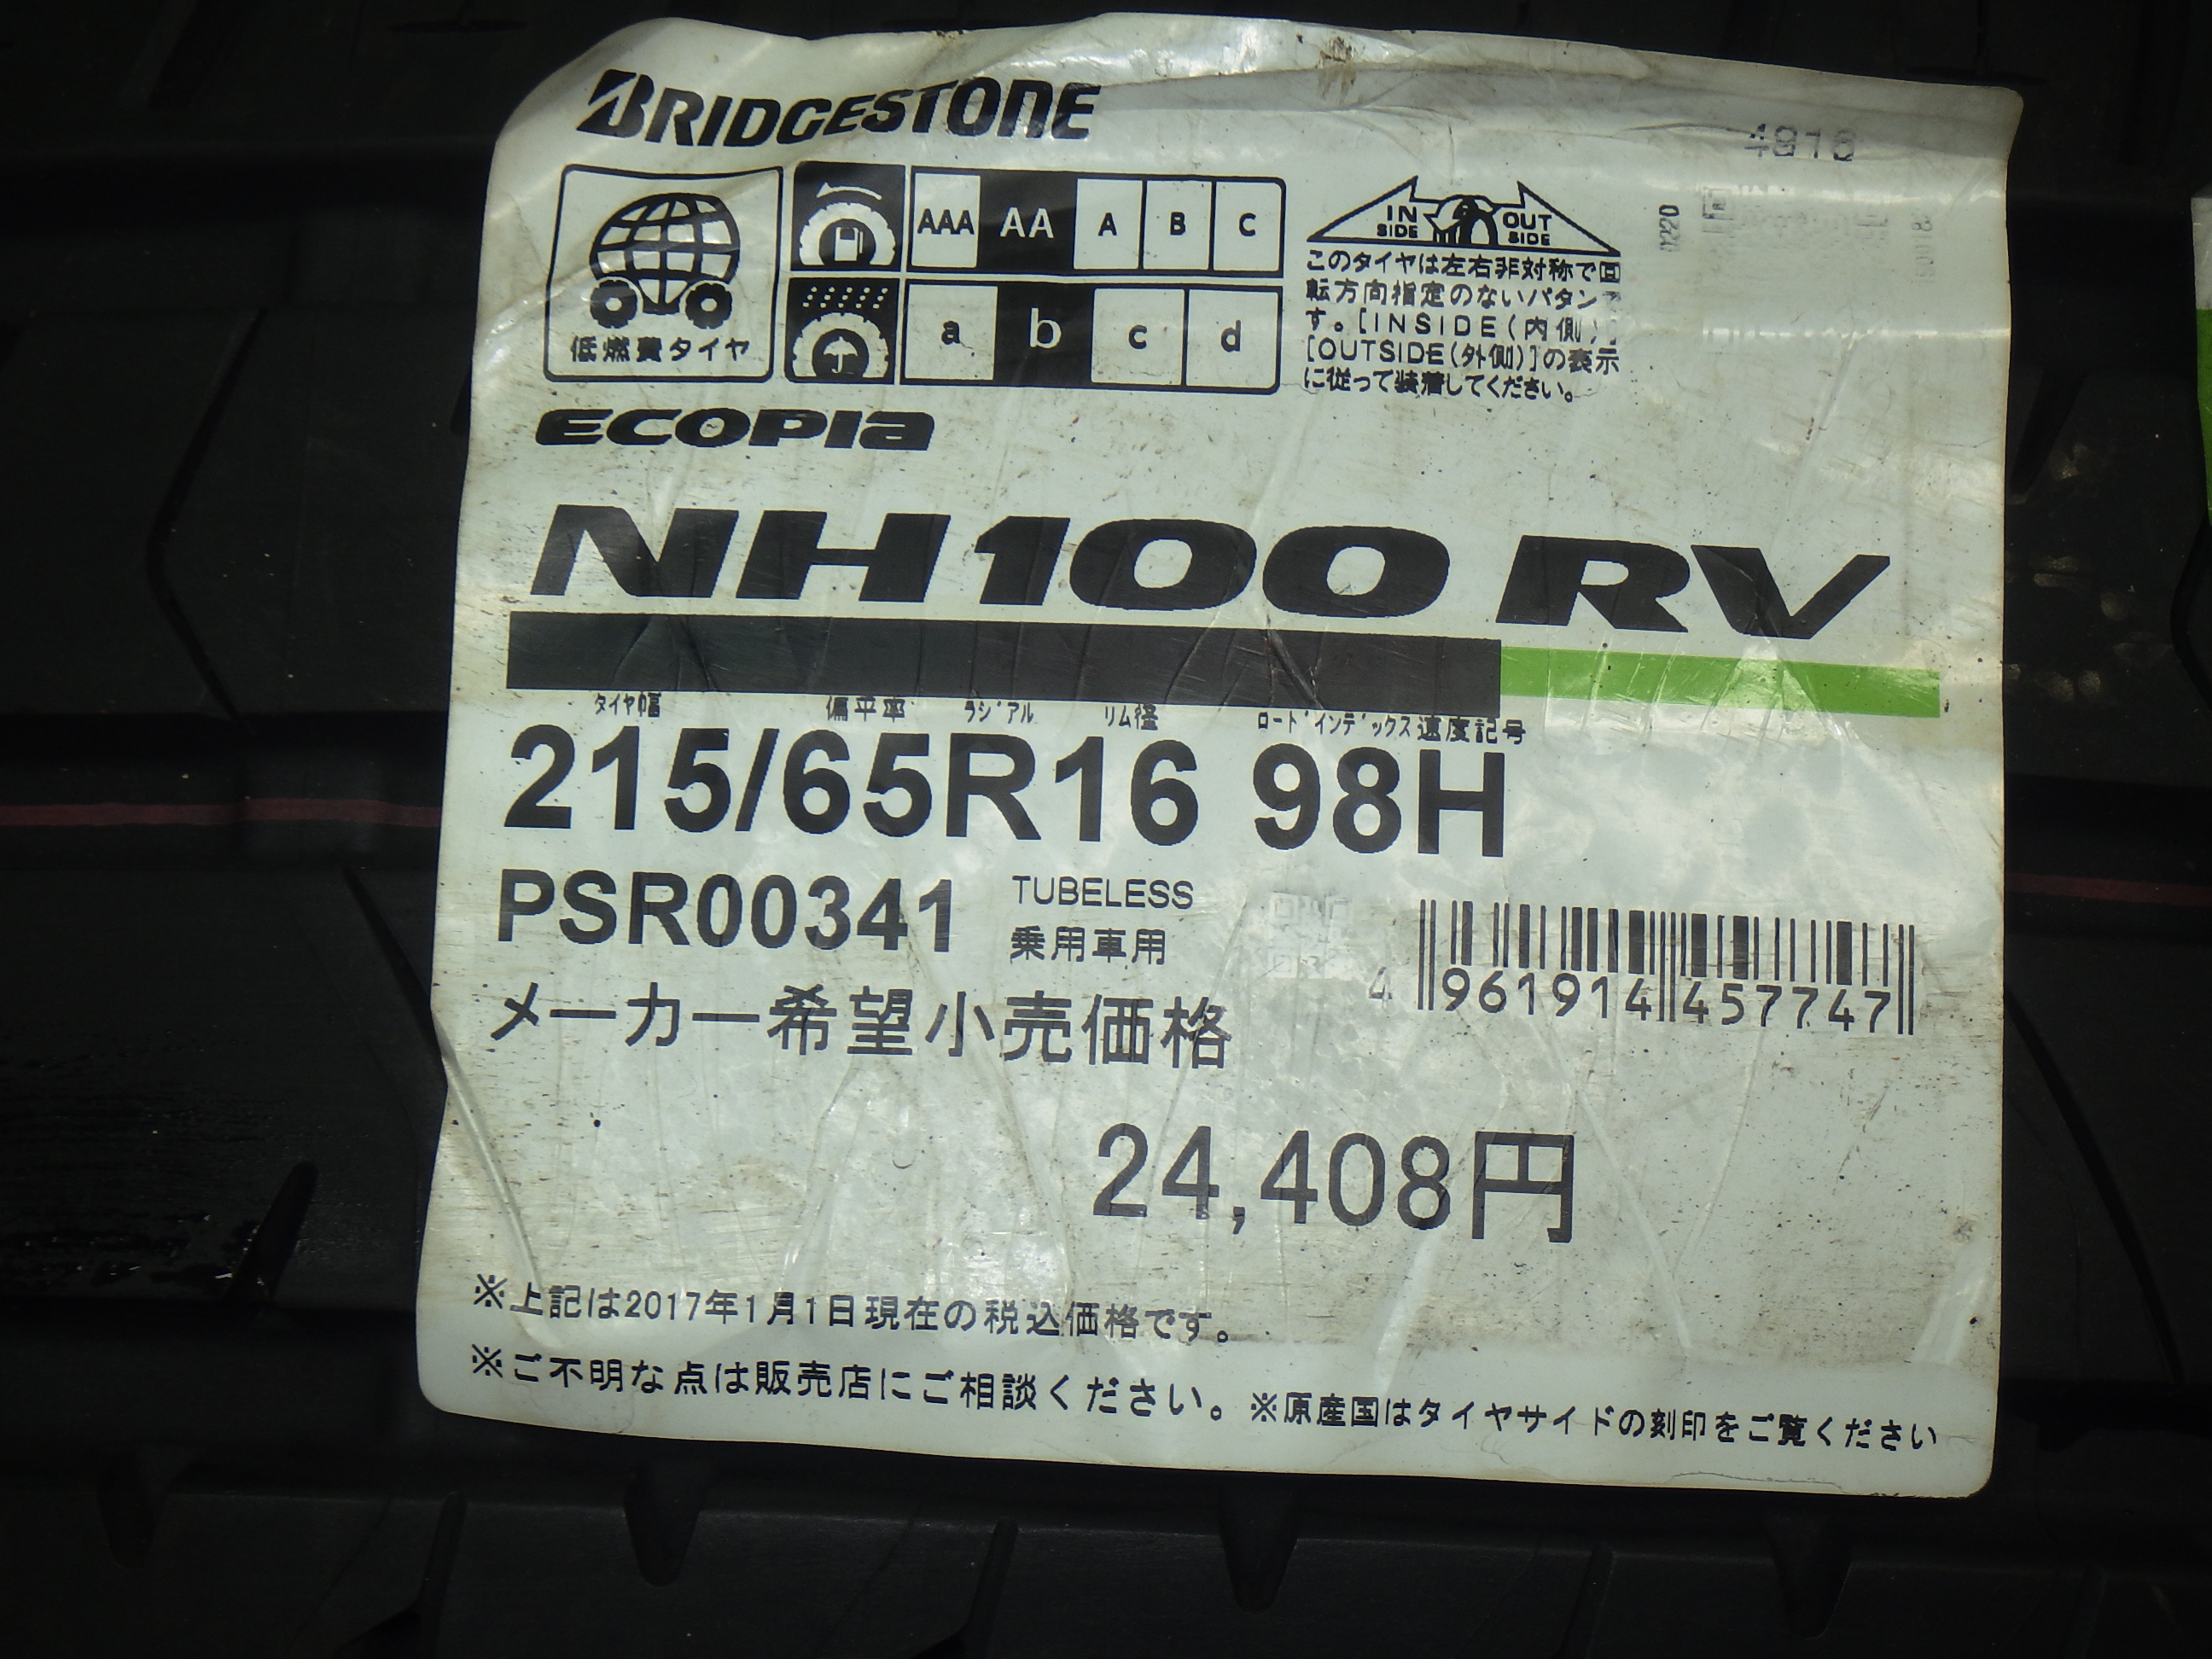 BRIDGESTONE
AAA AA A B C
a b c d
低燃費タイヤ
IN SIDE OUT SIDE
このタイヤは左右非対称で回
転方向指定のないパタンで
す。[INSIDE(内側)]
[OUTSIDE(外側)]の表示
に従って装着してください。
0220
ECOPIA
NH100 RV
タイヤ巾富 偏平率 ラジアル リム径 ロードインデックス 速度記号
215/65R16 98H
PSR00341 TUBELESS
乗用車用
4 961914 457747
メーカー希望小売価格
24,408円
※上記は2017年1月1日現在の税込価格です。
※ご不明な点は販売店にご相談ください。※原産国はタイヤサイドの刻印をご覧ください